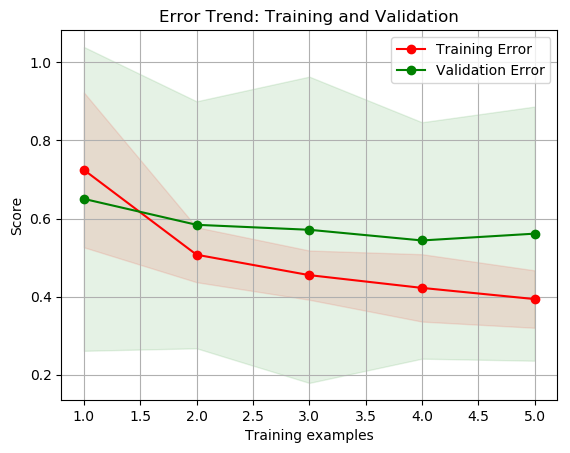 Error Trend: Training and Validation
Training Error
Validation Error
Score
1.0
0.8
0.6
0.4
0.2
1.0 1.5 2.0 2.5 3.0 3.5 4.0 4.5 5.0
Training examples